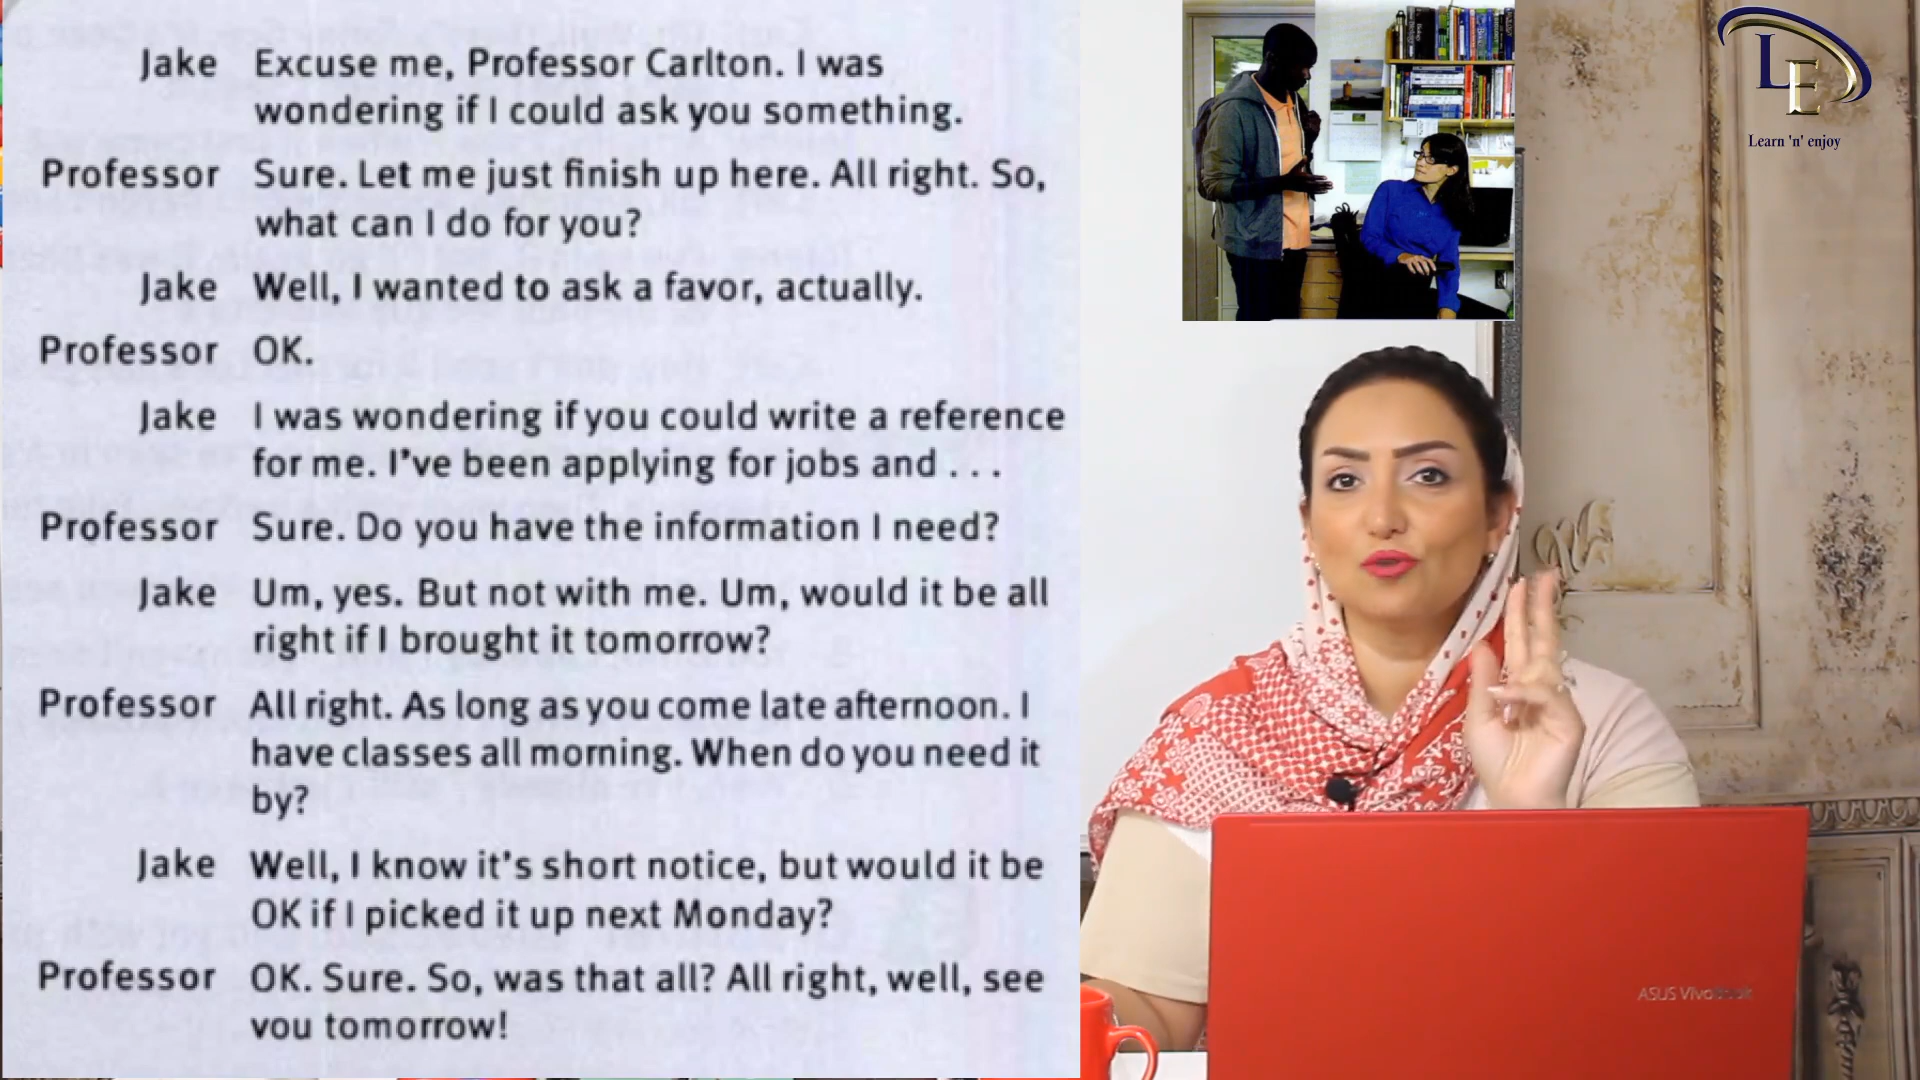 Jake Excuse me, Professor Carlton. I was
wondering if I could ask you something.
Professor Sure. Let me just finish up here. All right. So,
what can I do for you?
Jake Well, I wanted to ask a favor, actually.
Professor OK.
Jake I was wondering if you could write a reference
for me. I've been applying for jobs and . . .
Professor Sure. Do you have the information I need?
Jake Um, yes. But not with me. Um, would it be all
right if I brought it tomorrow?
Professor All right. As long as you come late afternoon. I
have classes all morning. When do you need it
by?
Jake Well, I know it's short notice, but would it be
OK if I picked it up next Monday?
Professor OK. Sure. So, was that all? All right, well, see
you tomorrow!
LE
Learn 'n' enjoy
ASUS VivoBook